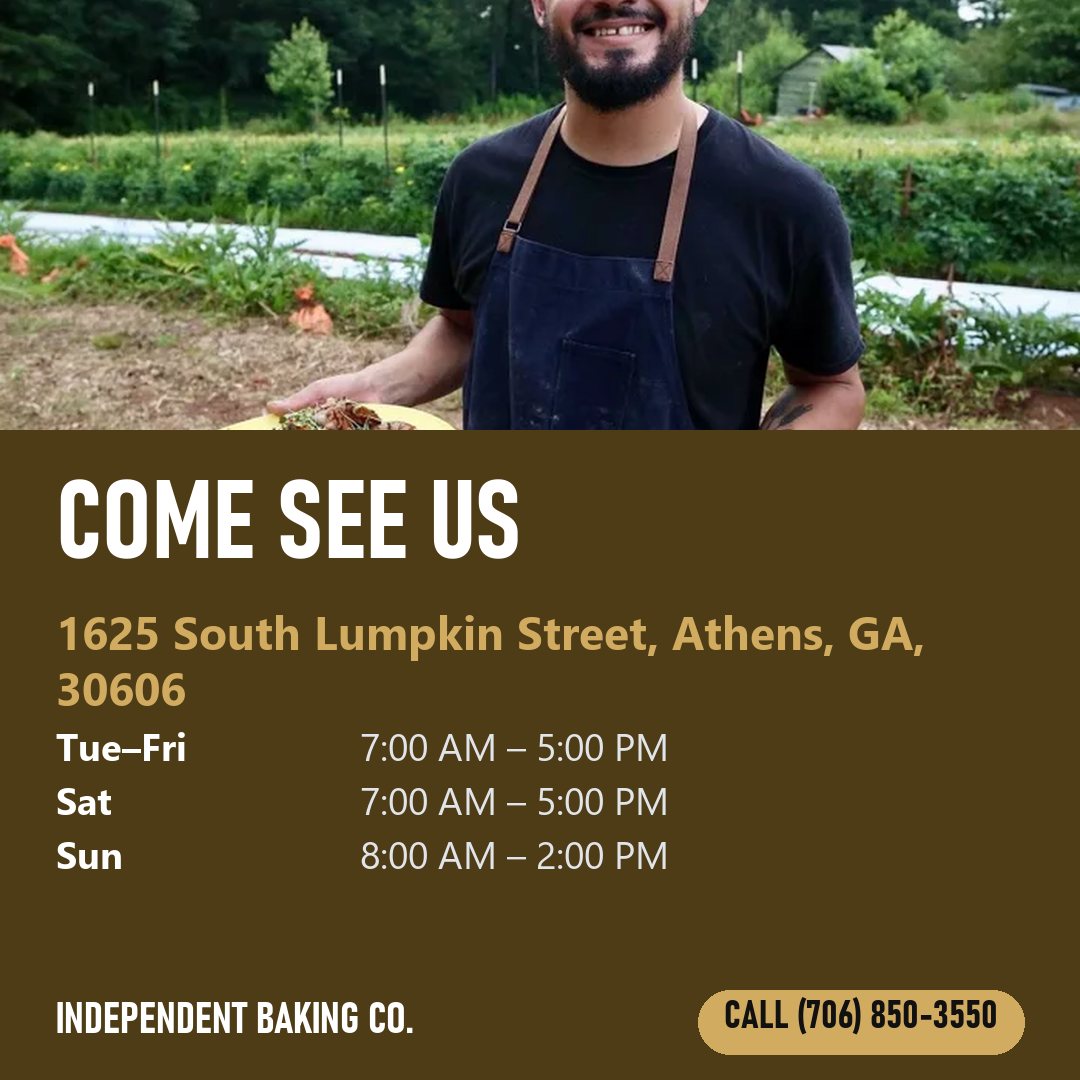 COME SEE US
1625 South Lumpkin Street, Athens, GA,
30606
Tue–Fri 7:00 AM – 5:00 PM
Sat 7:00 AM – 5:00 PM
Sun 8:00 AM – 2:00 PM
INDEPENDENT BAKING CO.
CALL (706) 850-3550